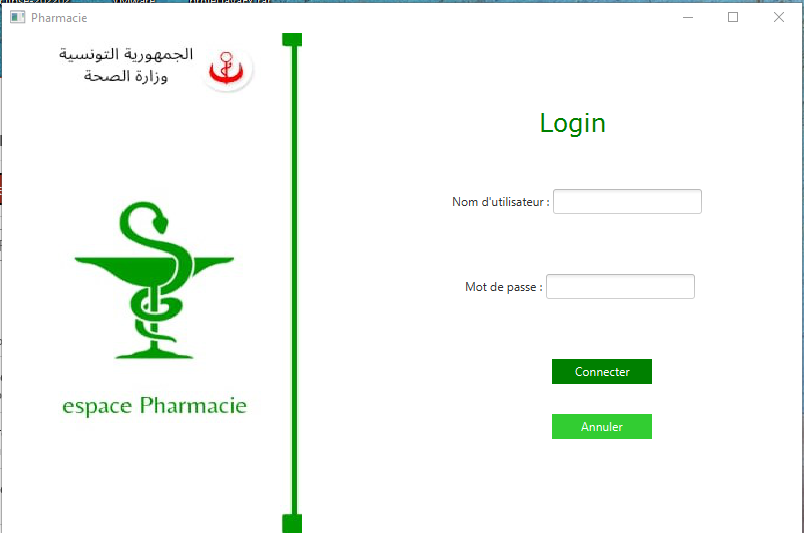 Pharmacie
الجمهورية التونسية
وزارة الصحة
espace Pharmacie
Login
Nom d'utilisateur :
Mot de passe :
Connecter
Annuler